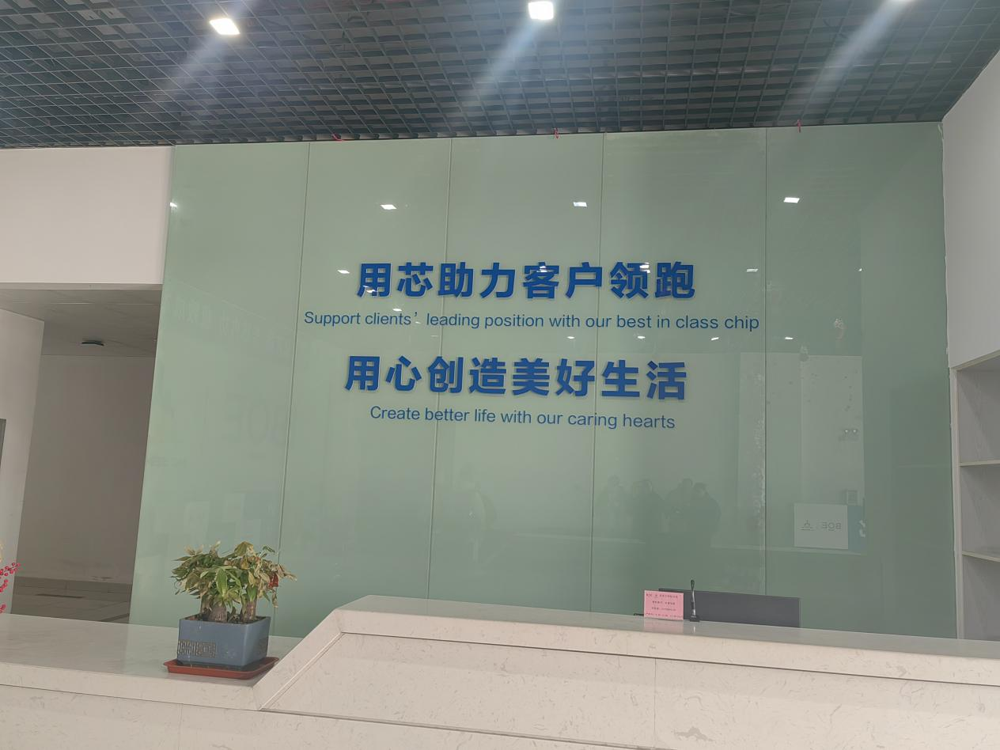 用芯助力客户领跑
Support clients’ leading position with our best in class chip
用心创造美好生活
Create better life with our caring hearts
BOE